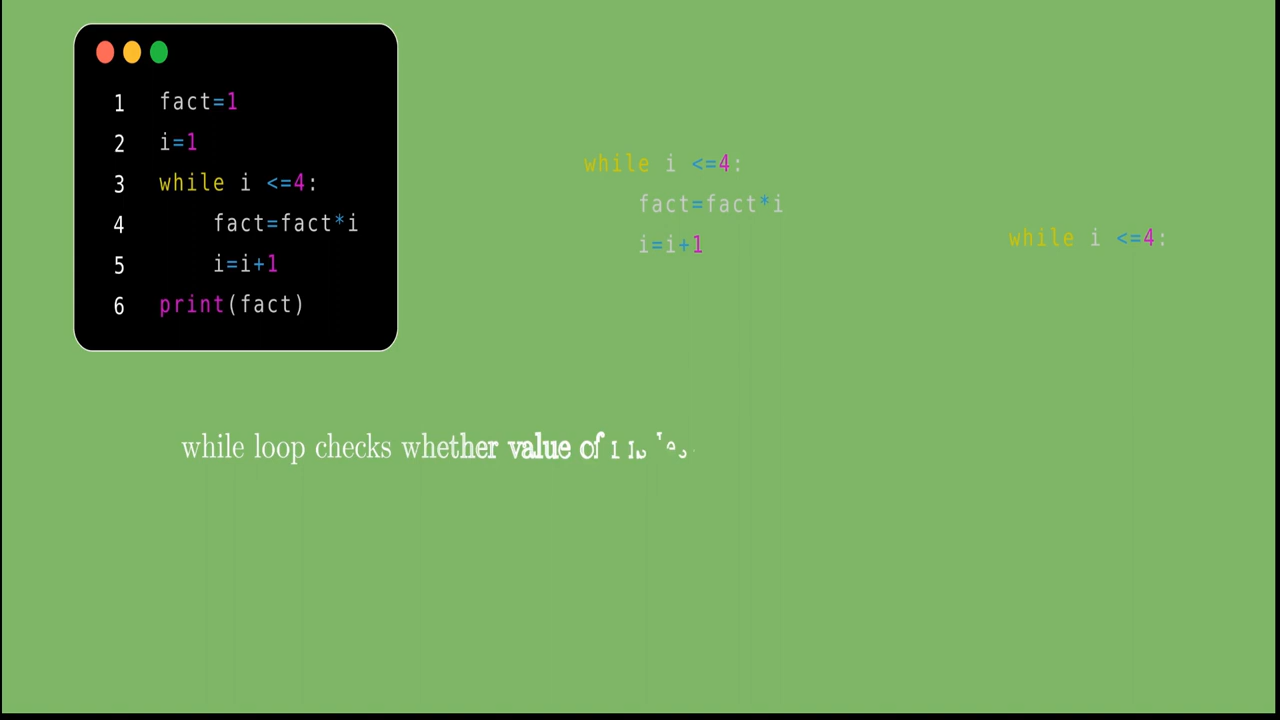 1 fact=1
2 i=1
3 while i <=4:
4 fact=fact*i
5 i=i+1
6 print(fact)
while i <=4:
fact=fact*i
i=i+1
while i <=4:
while loop checks whether value of